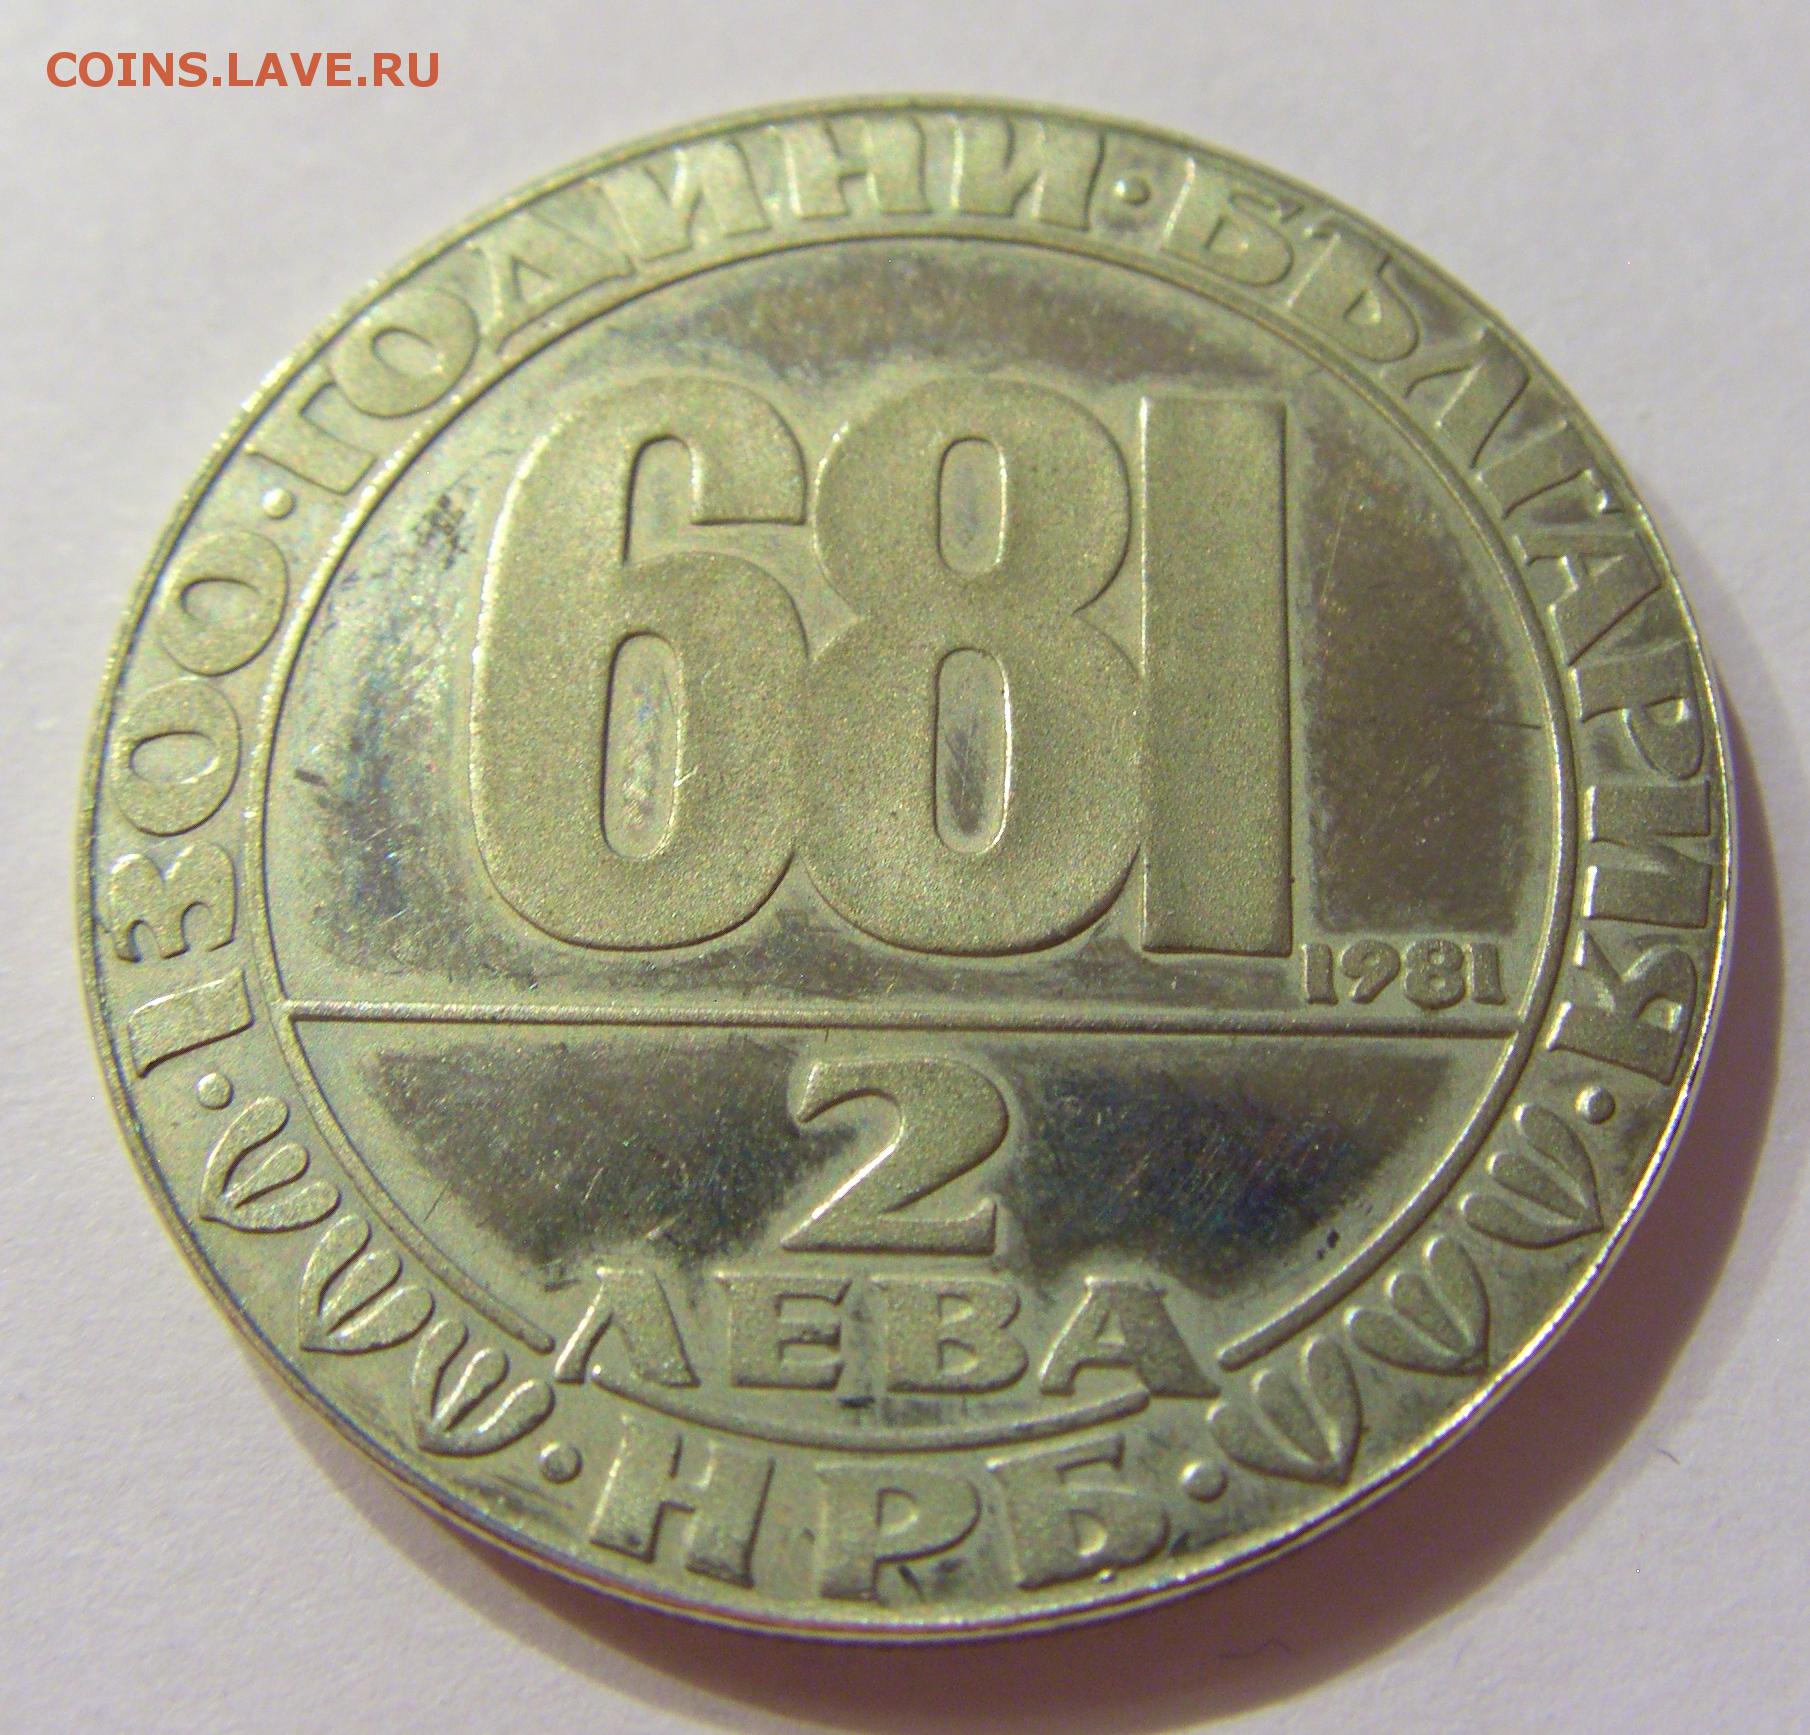 COINS.LAVE.RU
·1300·ГОДИНИ·БЪЛГАРИЯ·
681
1981
2
ЛЕВА
·НРБ·